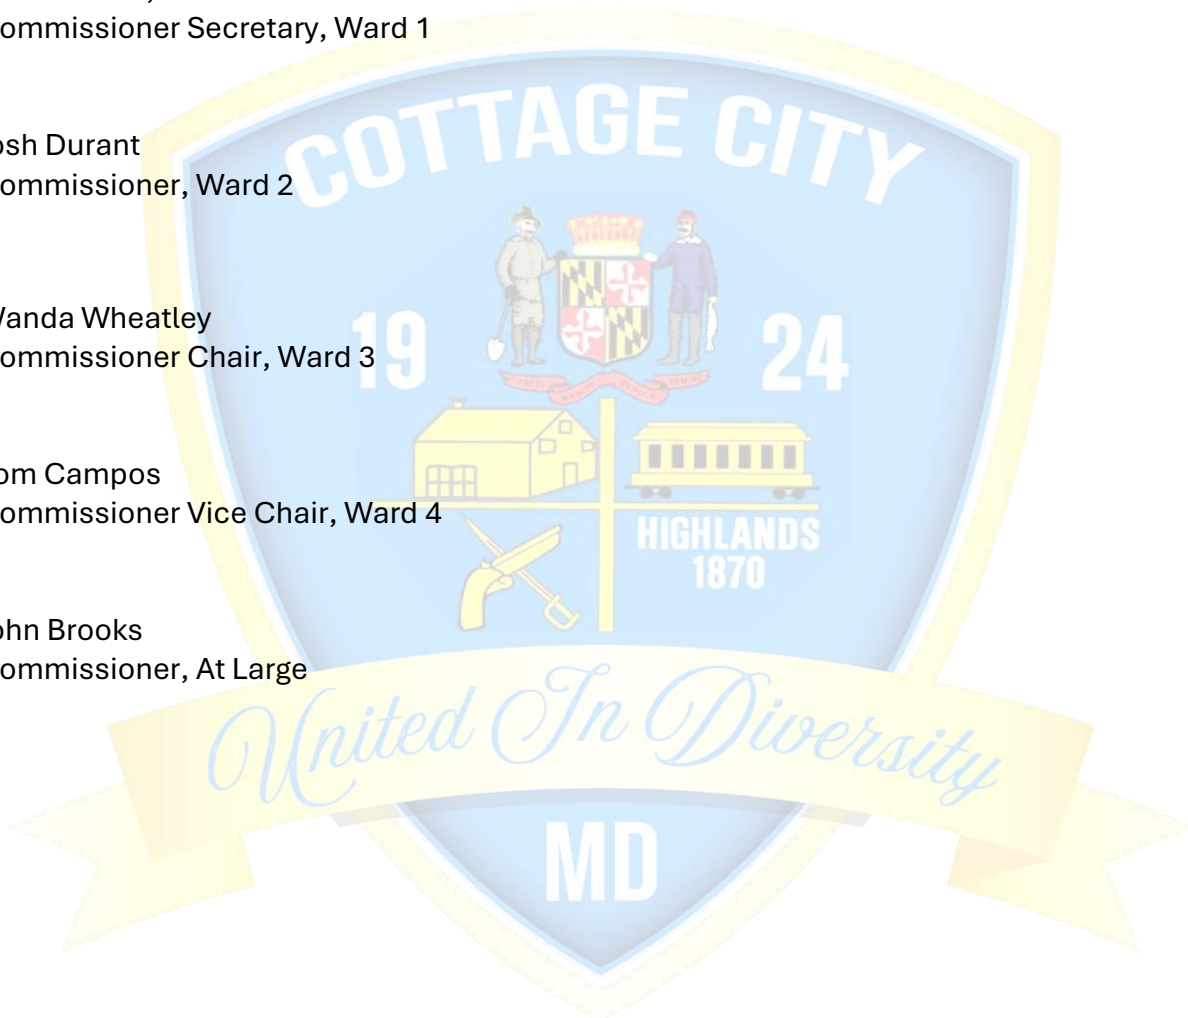 ommissioner Secretary, Ward 1
osh Durant
ommissioner, Ward 2
anda Wheatley
ommissioner Chair, Ward 3
om Campos
ommissioner Vice Chair, Ward 4
ohn Brooks
ommissioner, At Large
COTTAGE CITY
19 24
HIGHLANDS
1870
United In Diversity
MD